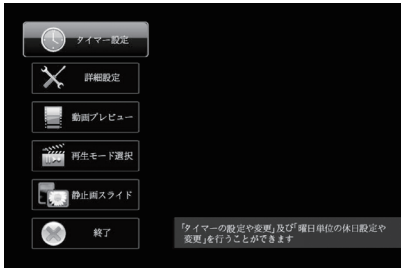 タイマー設定
詳細設定
動画プレビュー
再生モード選択
静止画スライド
終了
「タイマーの設定や変更」及び「曜日単位の休日設定や
変更」を行うことができます